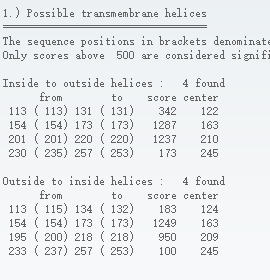 1.) Possible transmembrane helices
The sequence positions in brackets denominate
Only scores above  500 are considered signifi
Inside to outside helices :   4 found
      from        to    score center
 113 ( 113) 131 ( 131)    342    122
 154 ( 154) 173 ( 173)   1287    163
 201 ( 201) 220 ( 220)   1237    210
 230 ( 235) 257 ( 253)    173    245
Outside to inside helices :   4 found
      from        to    score center
 113 ( 115) 134 ( 132)    183    124
 154 ( 154) 173 ( 173)   1249    163
 195 ( 200) 218 ( 218)    950    209
 233 ( 237) 257 ( 253)    100    245